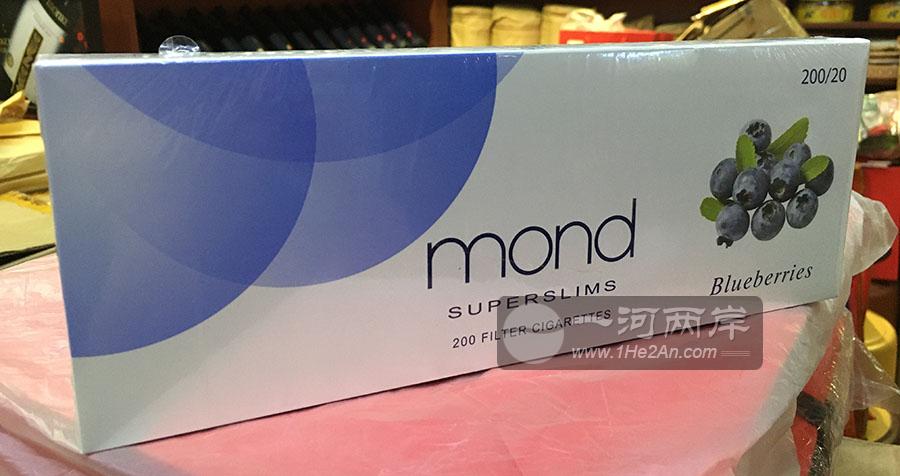 200/20
mond
SUPERSLIMS
200 FILTER CIGARETTES
Blueberries
一河两岸
www.1He2An.com